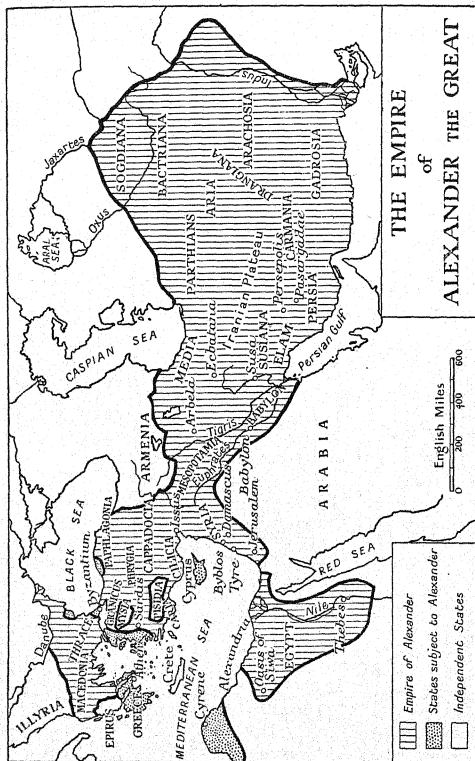 THE EMPIRE
of
ALEXANDER THE GREAT
Empire of Alexander
States subject to Alexander
Independent States
English Miles
0
200
400
600
ILLYRIA
Danube
EPIRUS
MACEDONIA
THRACE
Byzantium
BLACK SEA
PAPHLAGONIA
GRANICUS
MYSIA
Sardis
PHRYGIA
CAPPADOCIA
PISIDIA
CILICIA
Issus
GREECE
Crete
Cyprus
MEDITERRANEAN SEA
Cyrene
Alexandria
Byblos
Tyre
SYRIA
Damascus
Jerusalem
Oasis of
Siwa
EGYPT
Nile
Thebes
RED SEA
ARABIA
ARMENIA
MESOPOTAMIA
Euphrates
Tigris
Babylon
BABYLON
Arbela
MEDIA
Ecbatana
Susa
SUSIANA
ELAM
Persian Gulf
CASPIAN SEA
ARAL
SEA
Oxus
Jaxartes
PARTHIANS
Iranian Plateau
Persepolis
Pasargadae
PERSIA
CARMANIA
ARIA
DRANGIANA
SOGDIANA
BACTRIANA
ARACHOSIA
GADROSIA
Indus